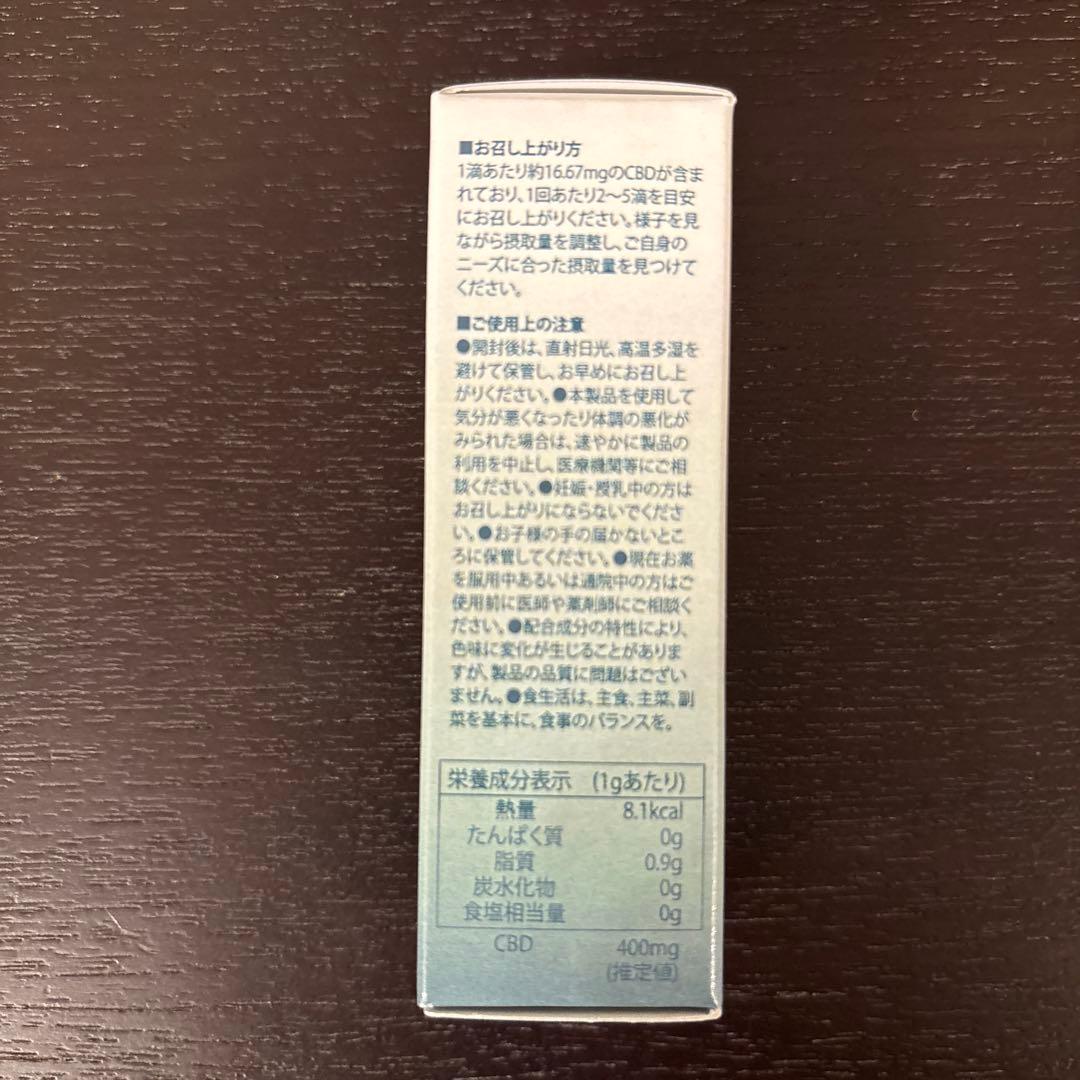 ■お召し上がり方
1滴あたり約16.67mgのCBDが含ま
れており、1回あたり2〜5滴を目安
にお召し上がりください。様子を見
ながら摂取量を調整し、ご自身の
ニーズに合った摂取量を見つけて
ください。
■ご使用上の注意
●開封後は、直射日光、高温多湿を
避けて保管し、お早めにお召し上
がりください。●本製品を使用して
気分が悪くなったり体調の悪化が
みられた場合は、速やかに製品の
利用を中止し、医療機関等にご相
談ください。●妊娠・授乳中の方は
お召し上がりにならないでくださ
い。●お子様の手の届かないとこ
ろに保管してください。●現在お薬
を服用中あるいは通院中の方はご
使用前に医師や薬剤師にご相談く
ださい。●配合成分の特性により、
色味に変化が生じることがありま
すが、製品の品質に問題はござい
ません。●食生活は、主食、主菜、副
菜を基本に、食事のバランスを。
栄養成分表示 (1gあたり)
熱量 8.1kcal
たんぱく質 0g
脂質 0.9g
炭水化物 0g
食塩相当量 0g
CBD 400mg
(推定値)